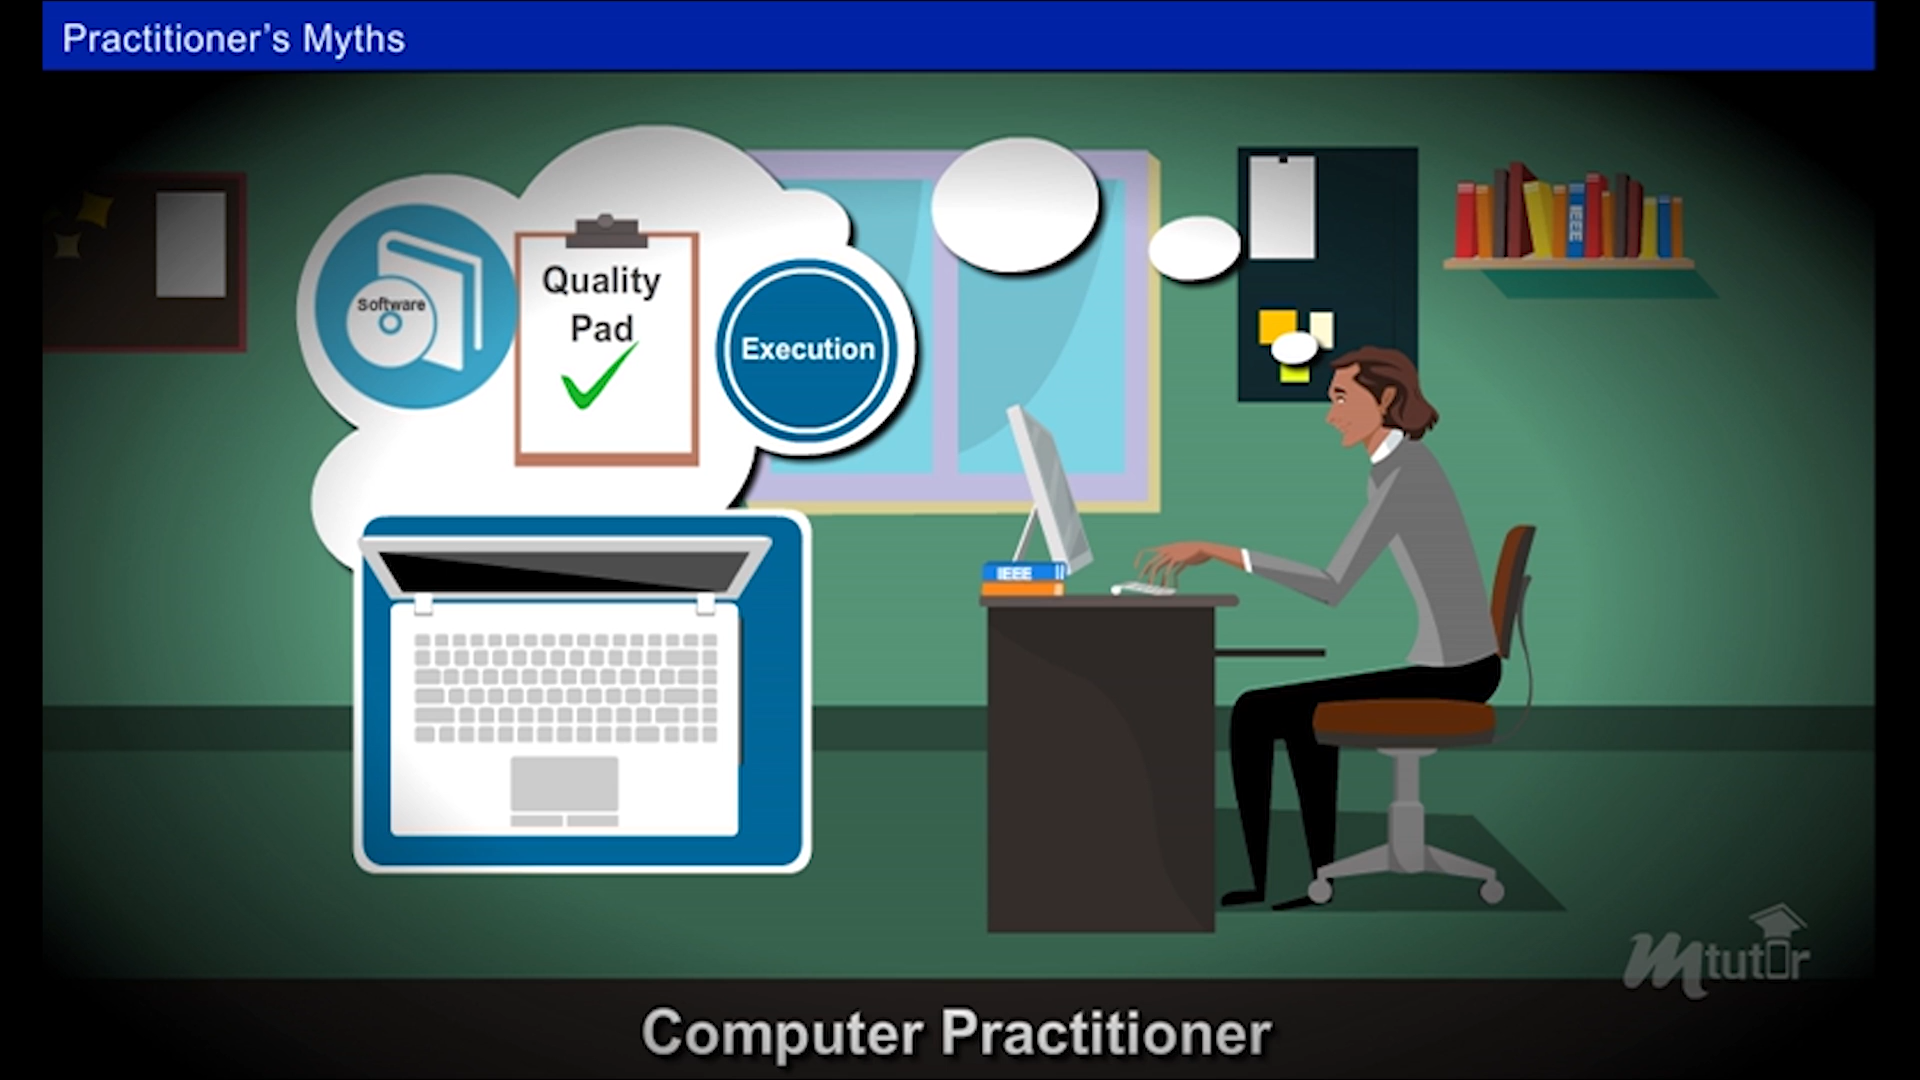 Practitioner's Myths
Software
Quality
Pad
Execution
IEEE
IEEE
Mtutor
Computer Practitioner